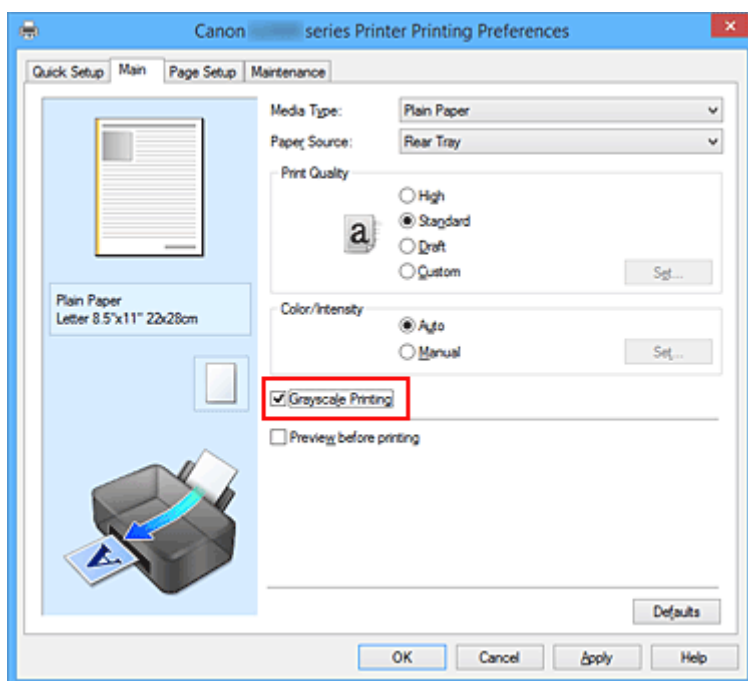 Canon series Printer Printing Preferences
Quick Setup Main Page Setup Maintenance
Media Type: Plain Paper
Paper Source: Rear Tray
Print Quality
High
a Standard
Draft
Custom Set...
Plain Paper
Letter 8.5"x11" 22x28cm
Color/Intensity
Auto
Manual Set...
Grayscale Printing
Preview before printing
A
Defaults
OK Cancel Apply Help